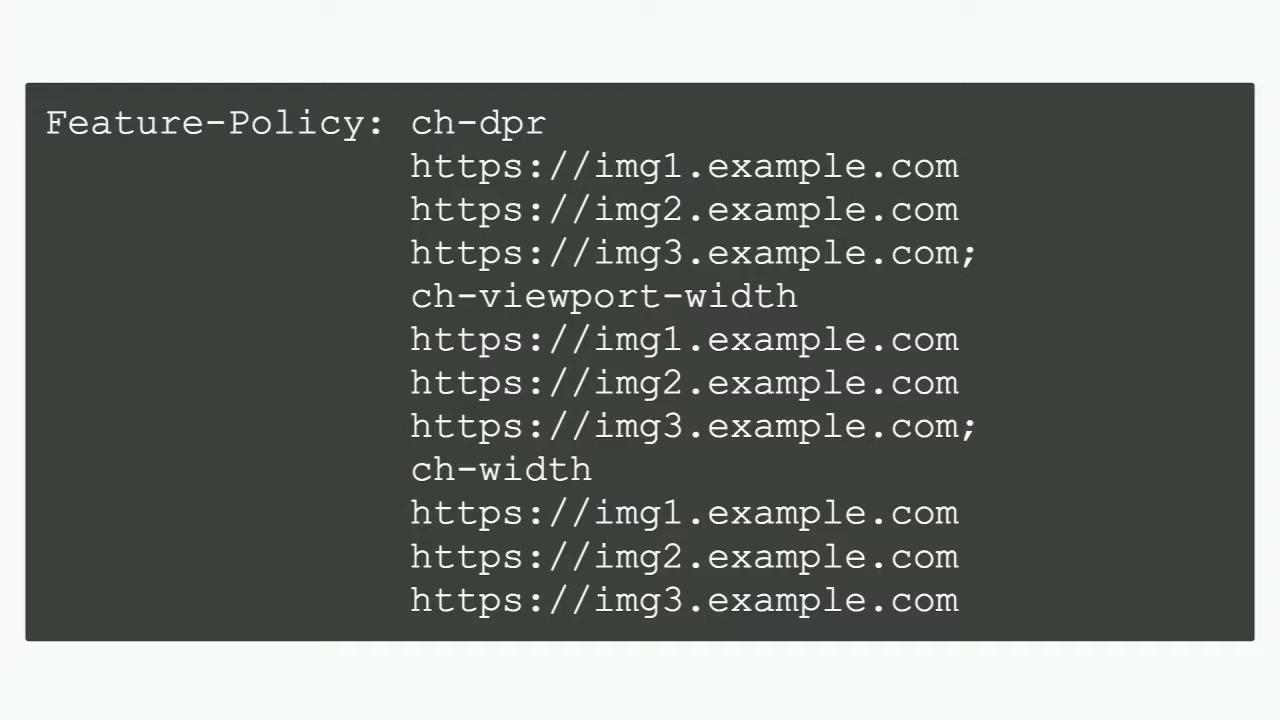 Feature-Policy: ch-dpr
https://img1.example.com
https://img2.example.com
https://img3.example.com;
ch-viewport-width
https://img1.example.com
https://img2.example.com
https://img3.example.com;
ch-width
https://img1.example.com
https://img2.example.com
https://img3.example.com